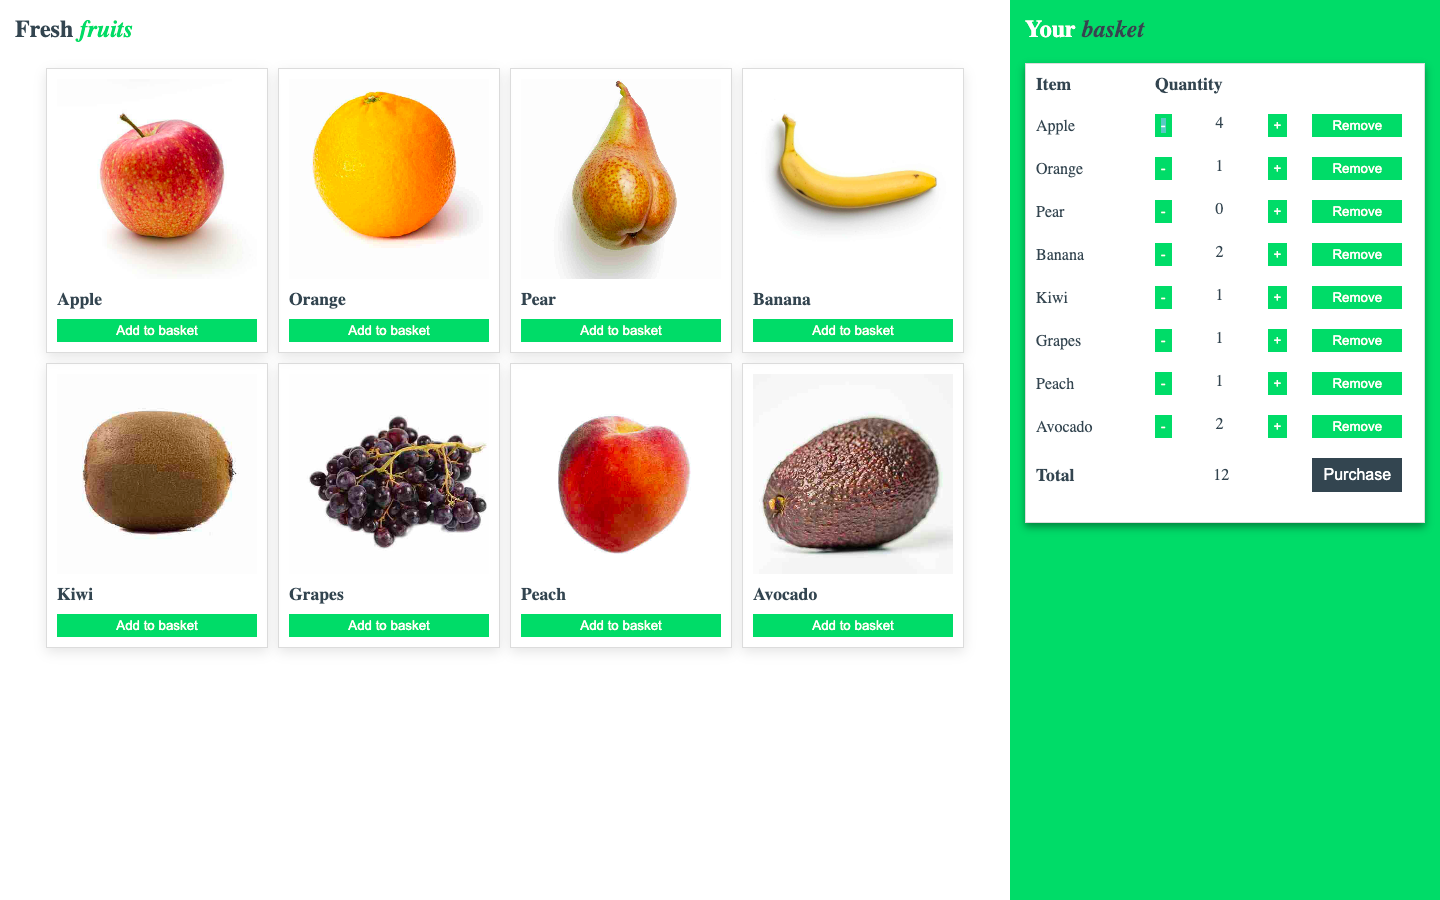 Fresh fruits
Apple
Add to basket
Orange
Add to basket
Pear
Add to basket
Banana
Add to basket
Kiwi
Add to basket
Grapes
Add to basket
Peach
Add to basket
Avocado
Add to basket
Your basket
Item Quantity
Apple - 4 + Remove
Orange - 1 + Remove
Pear - 0 + Remove
Banana - 2 + Remove
Kiwi - 1 + Remove
Grapes - 1 + Remove
Peach - 1 + Remove
Avocado - 2 + Remove
Total 12 Purchase